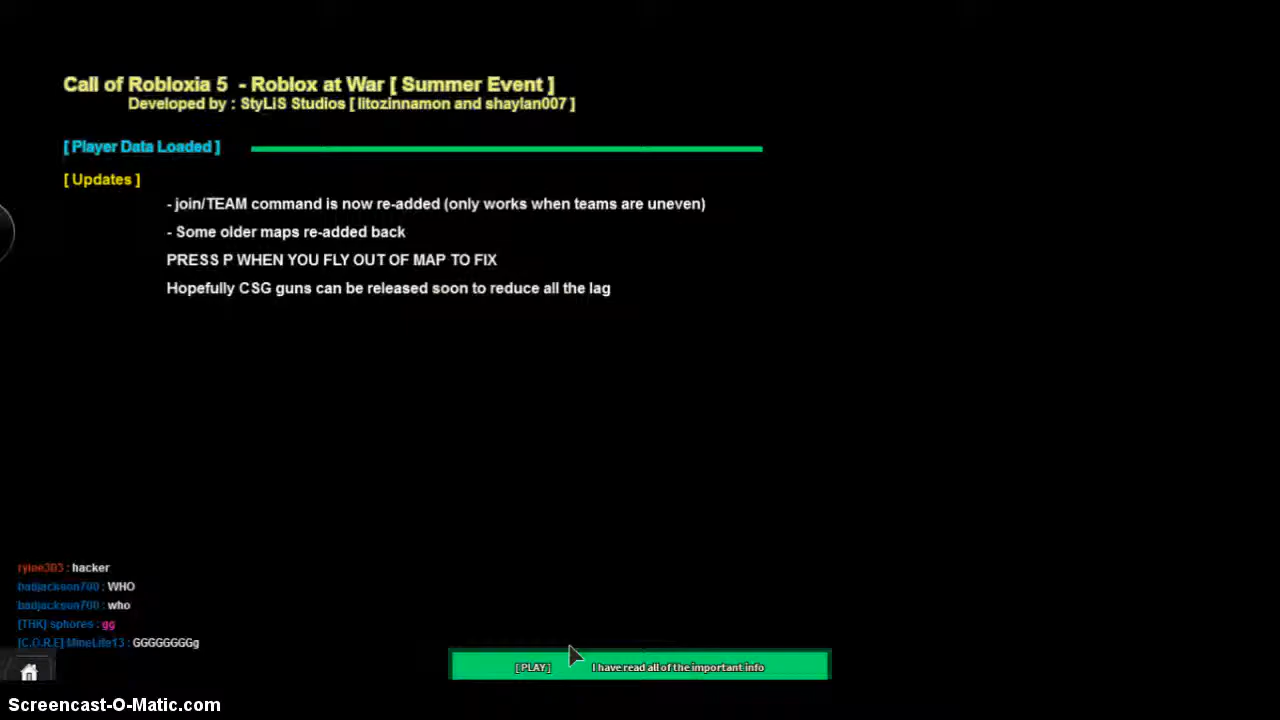 Call of Robloxia 5 - Roblox at War [ Summer Event ]
Developed by : StyLiS Studios [ litozinnamon and shaylan007 ]
[ Player Data Loaded ]
[ Updates ]
- join/TEAM command is now re-added (only works when teams are uneven)
- Some older maps re-added back
PRESS P WHEN YOU FLY OUT OF MAP TO FIX
Hopefully CSG guns can be released soon to reduce all the lag
rylee303 : hacker
badjackson700 : WHO
badjackson700 : who
[THK] sphores : gg
[C.O.R.E] MineLife13 : GGGGGGGGg
[PLAY] I have read all of the important info
Screencast-O-Matic.com